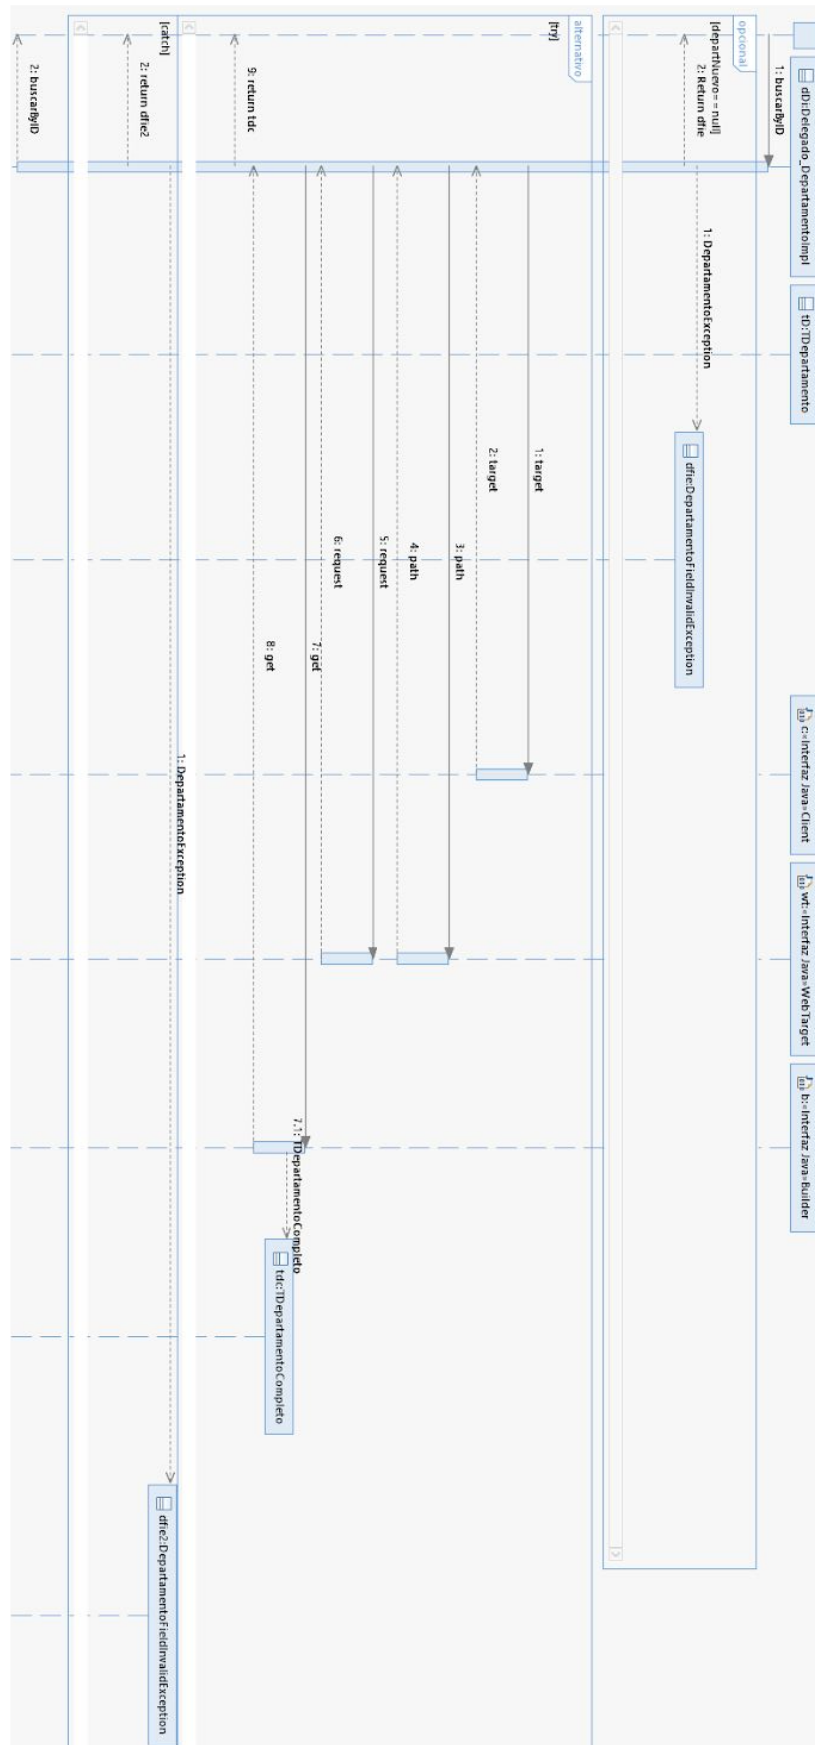 dDi:Delegado_DepartamentoImpl
tD:TDepartamento
c:«Interfaz Java»Client
wt:«Interfaz Java»WebTarget
b:«Interfaz Java»Builder
1: buscarByID
opcional
[departNuevo== null]
1: DepartamentoException
dfie:DepartamentoFieldInvalidException
2: Return dfie
alternativo
[try]
1: target
2: target
3: path
4: path
5: request
6: request
7: get
7.1: TDepartamentoCompleto
tdc:TDepartamentoCompleto
8: get
9: return tdc
[catch]
1: DepartamentoException
dfie2:DepartamentoFieldInvalidException
2: return dfie2
2: buscarByID